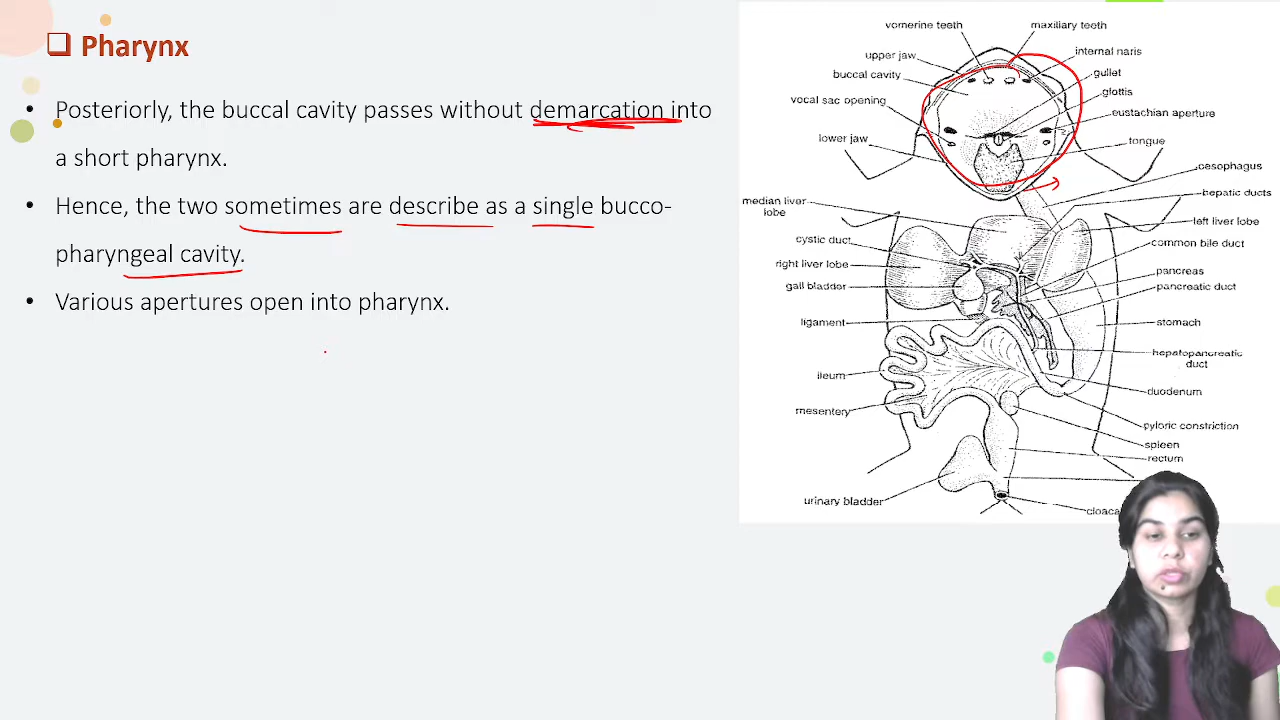 Pharynx
• Posteriorly, the buccal cavity passes without demarcation into
a short pharynx.
• Hence, the two sometimes are describe as a single bucco-
pharyngeal cavity.
• Various apertures open into pharynx.
vomerine teeth
maxillary teeth
upper jaw
internal naris
buccal cavity
gullet
vocal sac opening
glottis
eustachian aperture
lower jaw
tongue
oesophagus
hepatic ducts
median liver
lobe
left liver lobe
cystic duct
common bile duct
right liver lobe
pancreas
gall bladder
pancreatic duct
ligament
stomach
hepatopancreatic
duct
ileum
duodenum
mesentery
pyloric constriction
spleen
rectum
urinary bladder
cloaca